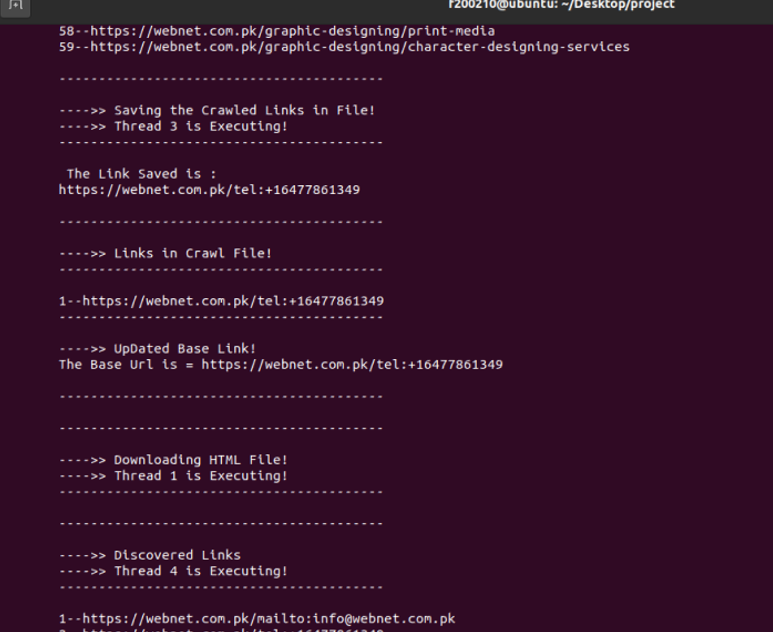 r200210@ubuntu: ~/Desktop/project
58--https://webnet.com.pk/graphic-designing/print-media
59--https://webnet.com.pk/graphic-designing/character-designing-services
-----------------------------------------
---->> Saving the Crawled Links in File!
---->> Thread 3 is Executing!
-----------------------------------------
The Link Saved is :
https://webnet.com.pk/tel:+16477861349
-----------------------------------------
---->> Links in Crawl File!
-----------------------------------------
1--https://webnet.com.pk/tel:+16477861349
-----------------------------------------
---->> UpDated Base Link!
The Base Url is = https://webnet.com.pk/tel:+16477861349
-----------------------------------------
-----------------------------------------
---->> Downloading HTML File!
---->> Thread 1 is Executing!
-----------------------------------------
-----------------------------------------
---->> Discovered Links
---->> Thread 4 is Executing!
-----------------------------------------
1--https://webnet.com.pk/mailto:info@webnet.com.pk